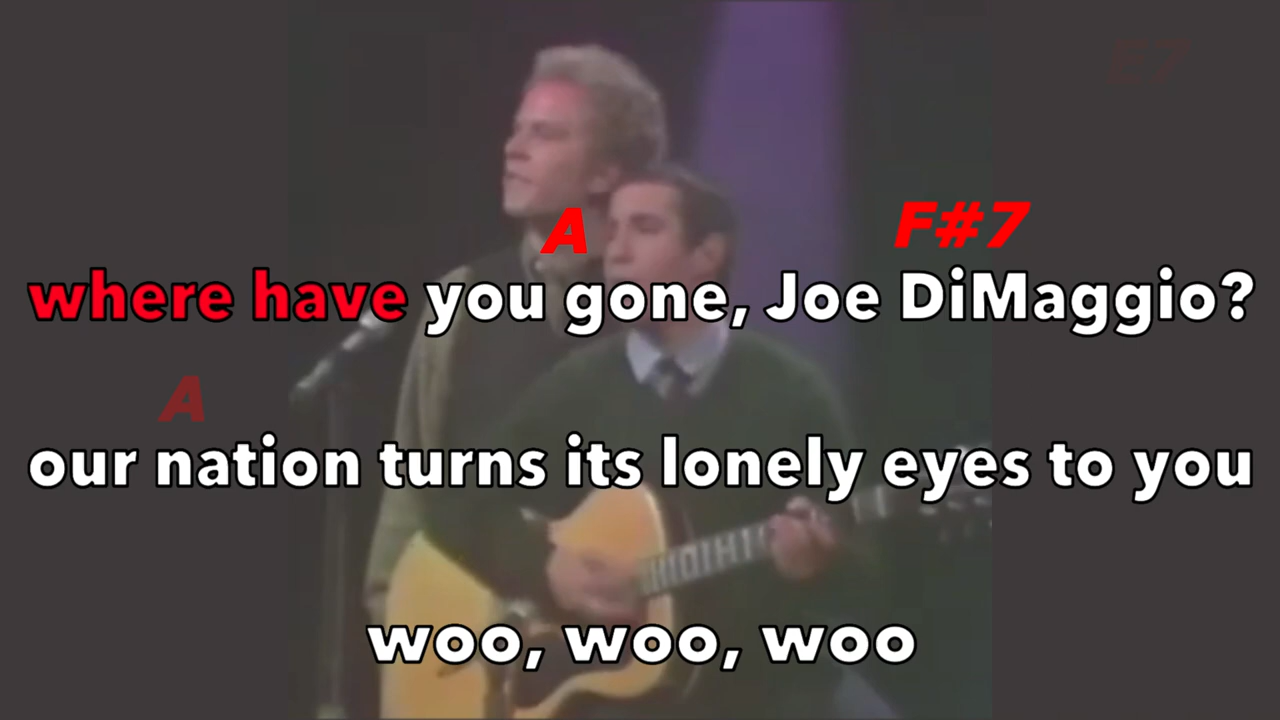 E7
A F#7
where have you gone, Joe DiMaggio?
A
our nation turns its lonely eyes to you
woo, woo, woo